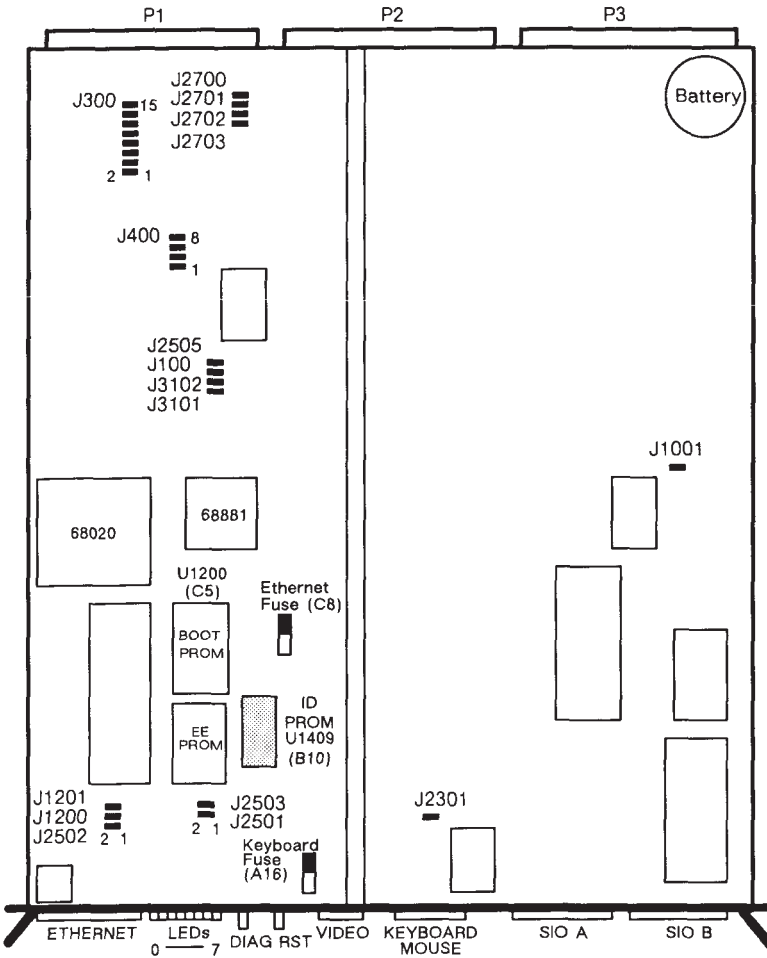 P1
P2
P3
J2700
J2701
J2702
J2703
J300
15
2 1
Battery
J400
8
1
J2505
J100
J3102
J3101
J1001
68020
68881
U1200
(C5)
Ethernet
Fuse (C8)
BOOT
PROM
ID
PROM
U1409
(B10)
EE
PROM
J1201
J1200
J2502
2 1
J2503
J2501
2 1
J2301
Keyboard
Fuse
(A16)
ETHERNET
LEDs
0 7
DIAG
RST
VIDEO
KEYBOARD
MOUSE
SIO A
SIO B